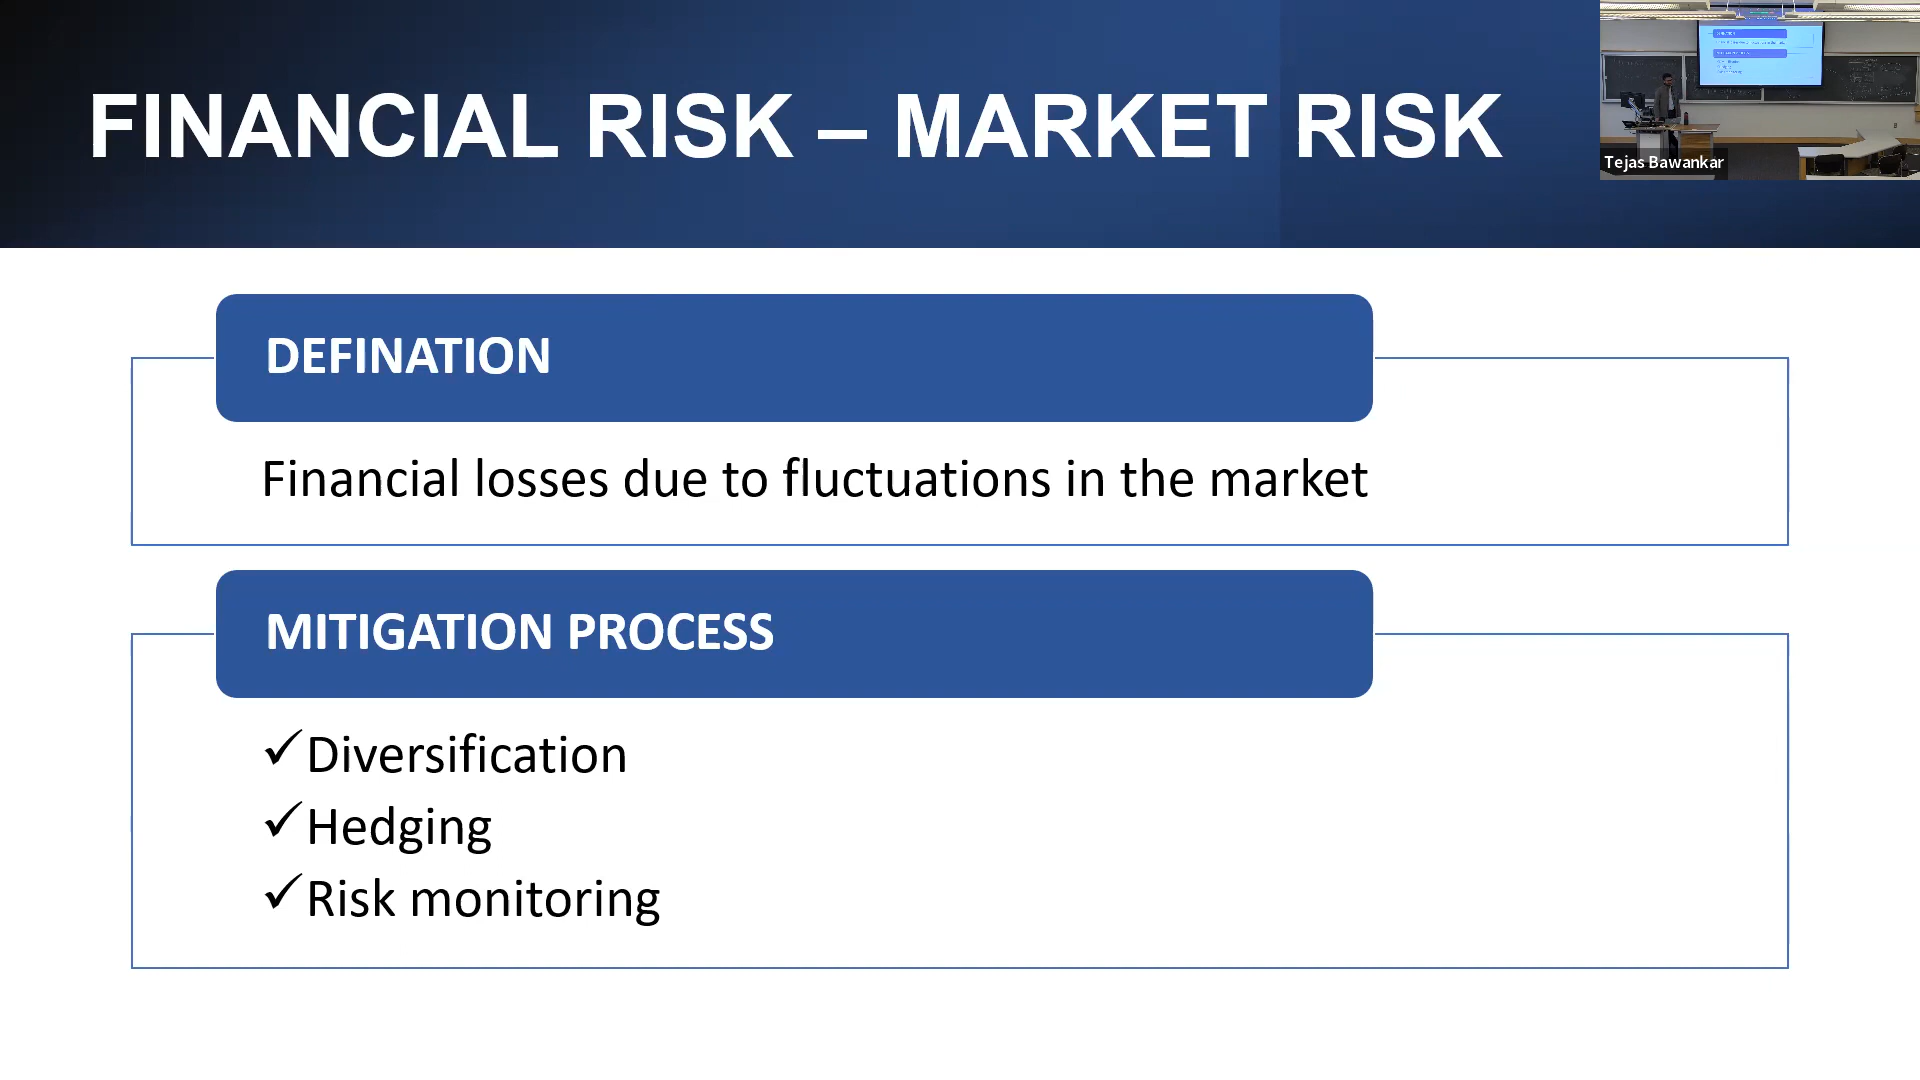 FINANCIAL RISK – MARKET RISK
Tejas Bawankar
DEFINATION
Financial losses due to fluctuations in the market
MITIGATION PROCESS
✓Diversification
✓Hedging
✓Risk monitoring